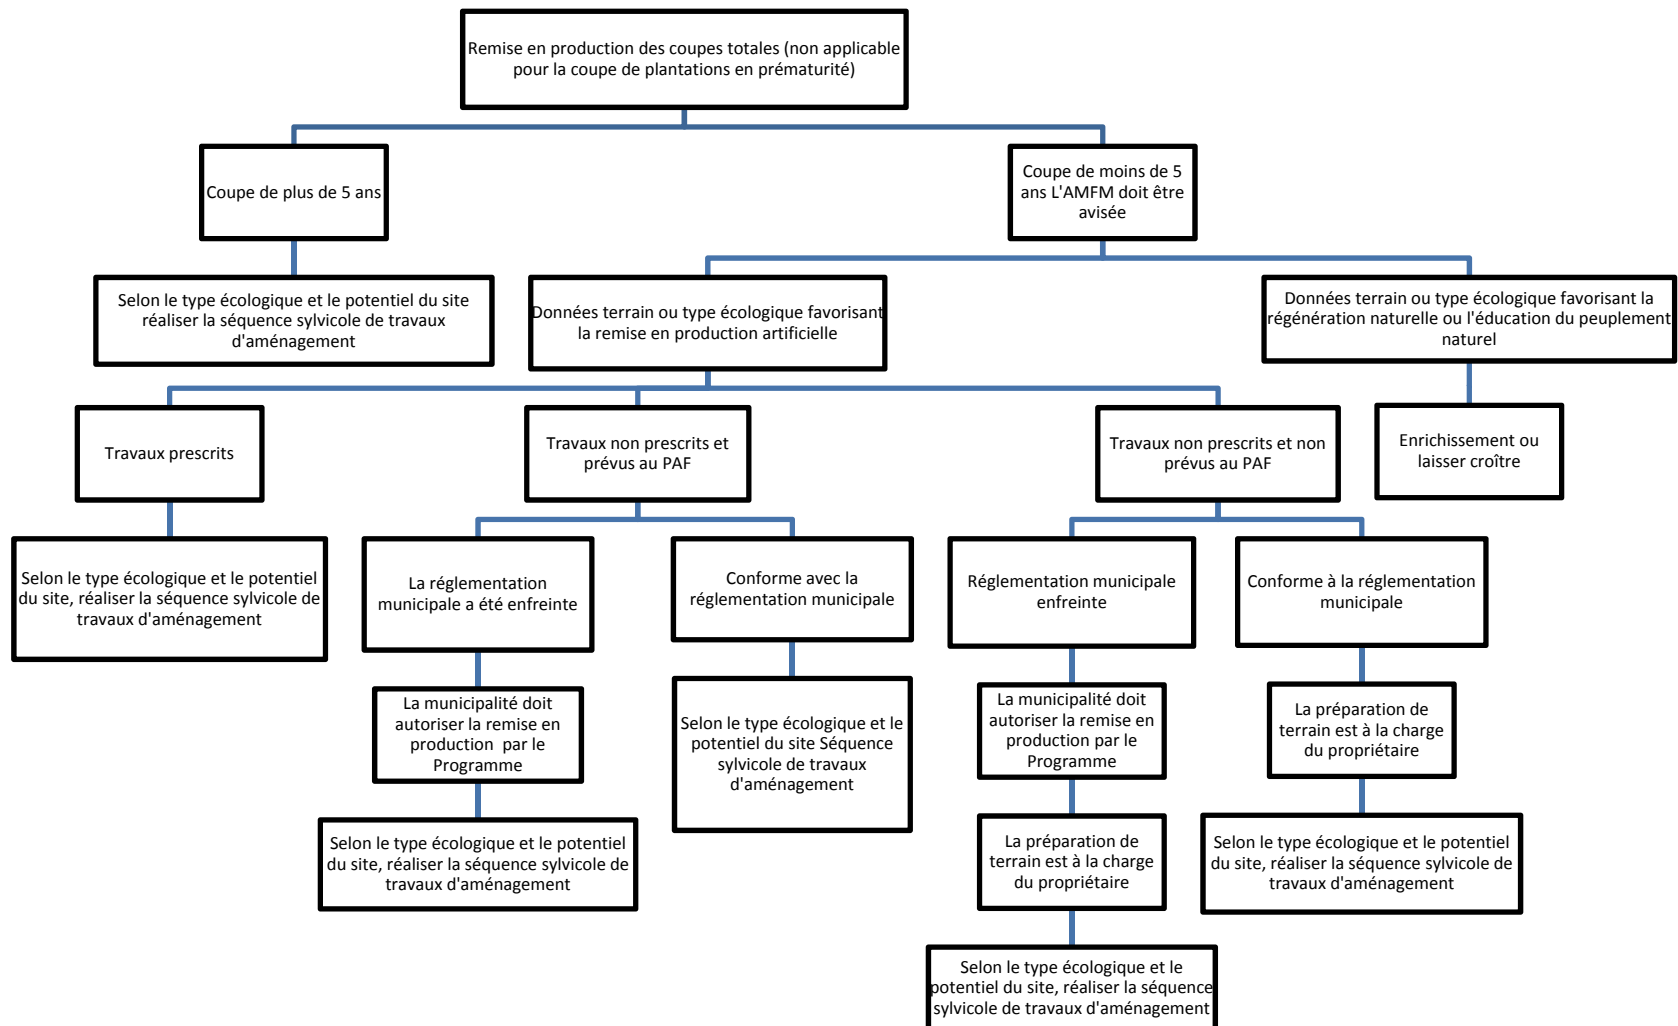 Remise en production des coupes totales (non applicable
pour la coupe de plantations en prématurité)
Coupe de plus de 5 ans
Coupe de moins de 5
ans L'AMFM doit être
avisée
Selon le type écologique et le potentiel du site
réaliser la séquence sylvicole de travaux
d'aménagement
Données terrain ou type écologique favorisant
la remise en production artificielle
Données terrain ou type écologique favorisant la
régénération naturelle ou l'éducation du peuplement
naturel
Travaux prescrits
Travaux non prescrits et
prévus au PAF
Travaux non prescrits et non
prévus au PAF
Enrichissement ou
laisser croître
Selon le type écologique et le potentiel
du site, réaliser la séquence sylvicole de
travaux d'aménagement
La réglementation
municipale a été enfreinte
Conforme avec la
réglementation municipale
Réglementation municipale
enfreinte
Conforme à la réglementation
municipale
La municipalité doit
autoriser la remise en
production  par le
Programme
Selon le type écologique et le
potentiel du site Séquence
sylvicole de travaux
d'aménagement
La municipalité doit
autoriser la remise en
production par le
Programme
La préparation de
terrain est à la charge
du propriétaire
Selon le type écologique et le potentiel
du site, réaliser la séquence sylvicole de
travaux d'aménagement
La préparation de
terrain est à la charge
du propriétaire
Selon le type écologique et le potentiel
du site, réaliser la séquence sylvicole de
travaux d'aménagement
Selon le type écologique et le
potentiel du site, réaliser la séquence
sylvicole de travaux d'aménagement